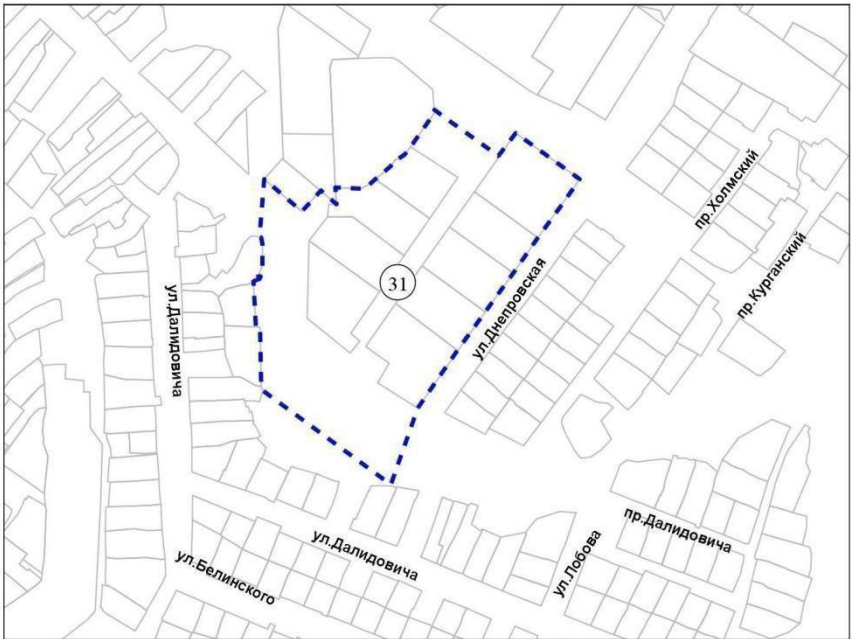 пр.Холмский
пр.Курганский
31
ул.Днепровская
ул.Далидовича
пр.Далидовича
ул.Далидовича
ул.Лобова
ул.Белинского